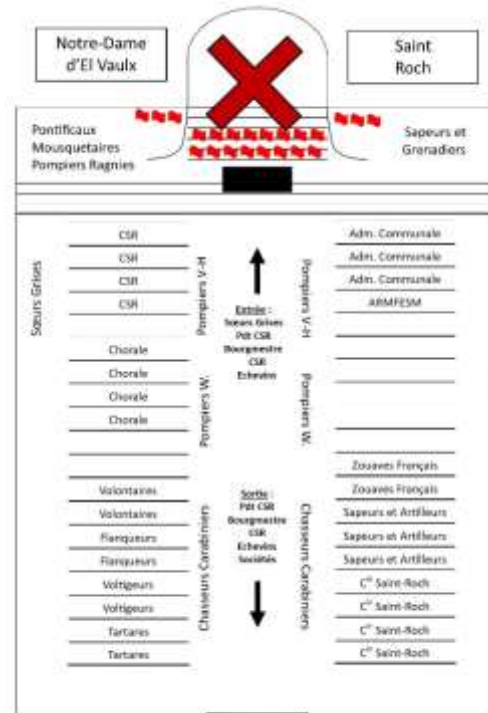 Notre-Dame
d'El Vaulx
Saint
Roch
Pontificaux
Mousquetaires
Pompiers Ragnies
Sapeurs et
Grenadiers
Sœurs Grises
CSR
CSR
CSR
CSR
Chorale
Chorale
Chorale
Chorale
Volontaires
Volontaires
Flanqueurs
Flanqueurs
Voltigeurs
Voltigeurs
Tartares
Tartares
Pompiers V-H
Pompiers W.
Chasseurs Carabiniers
Entrée :
Sœurs Grises
Pdt CSR
Bourgmestre
CSR
Echevins
Sortie :
Pdt CSR
Bourgmestre
CSR
Echevins
Sociétés
Pompiers V-H
Pompiers W.
Chasseurs Carabiniers
Adm. Communale
Adm. Communale
Adm. Communale
ARMFESM
Zouaves Français
Zouaves Français
Sapeurs et Artilleurs
Sapeurs et Artilleurs
Sapeurs et Artilleurs
Cie Saint-Roch
Cie Saint-Roch
Cie Saint-Roch
Cie Saint-Roch